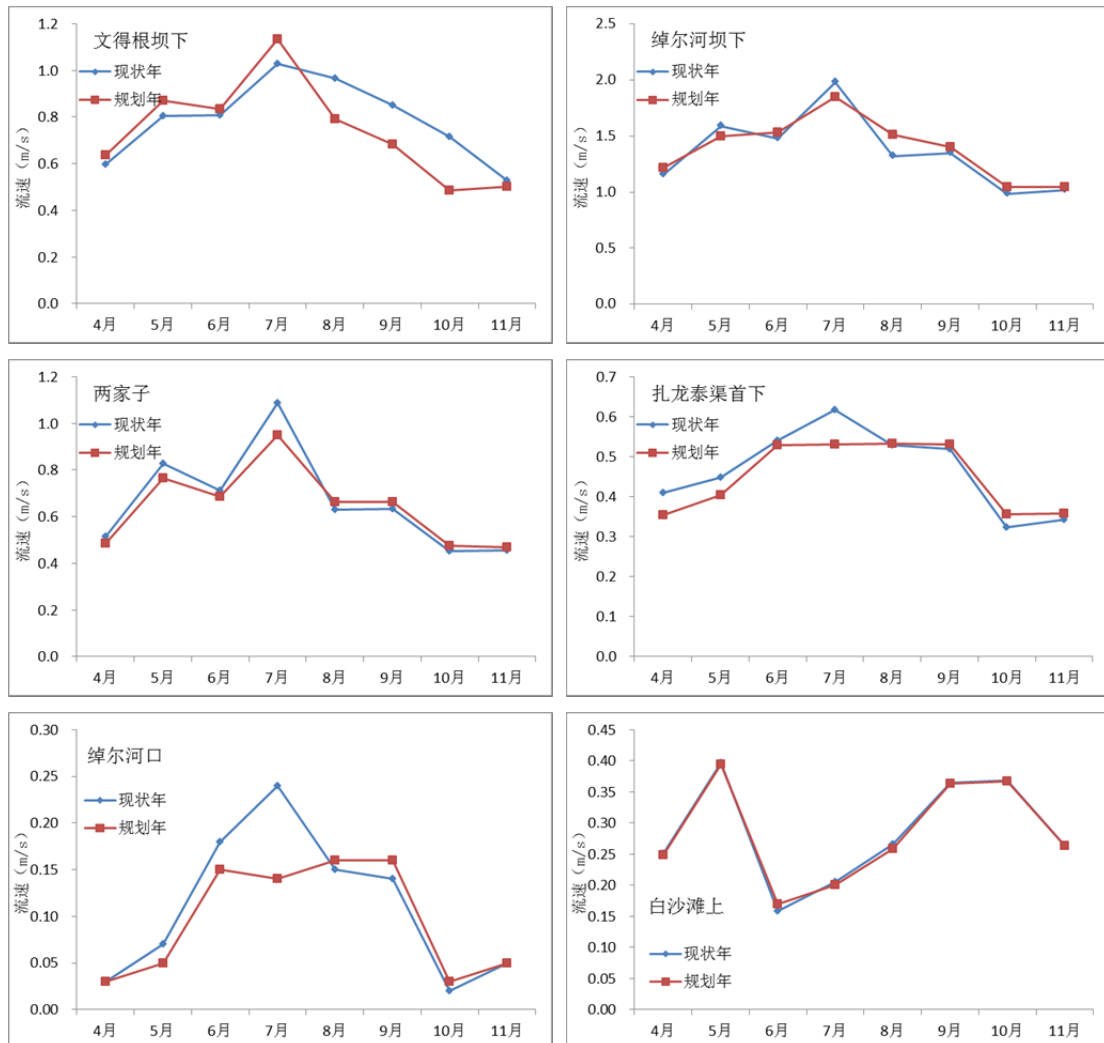 文得根坝下
现状年
规划年
流速（m/s）
1.2
1.0
0.8
0.6
0.4
0.2
0.0
4月 5月 6月 7月 8月 9月 10月 11月
绰尔河坝下
现状年
规划年
流速（m/s）
2.5
2.0
1.5
1.0
0.5
0.0
4月 5月 6月 7月 8月 9月 10月 11月
两家子
现状年
规划年
流速（m/s）
1.2
1.0
0.8
0.6
0.4
0.2
0.0
4月 5月 6月 7月 8月 9月 10月 11月
扎龙泰渠首下
现状年
规划年
流速（m/s）
0.7
0.6
0.5
0.4
0.3
0.2
0.1
0.0
4月 5月 6月 7月 8月 9月 10月 11月
绰尔河口
现状年
规划年
流速（m/s）
0.30
0.25
0.20
0.15
0.10
0.05
0.00
4月 5月 6月 7月 8月 9月 10月 11月
白沙滩上
现状年
规划年
流速（m/s）
0.45
0.40
0.35
0.30
0.25
0.20
0.15
0.10
0.05
0.00
4月 5月 6月 7月 8月 9月 10月 11月